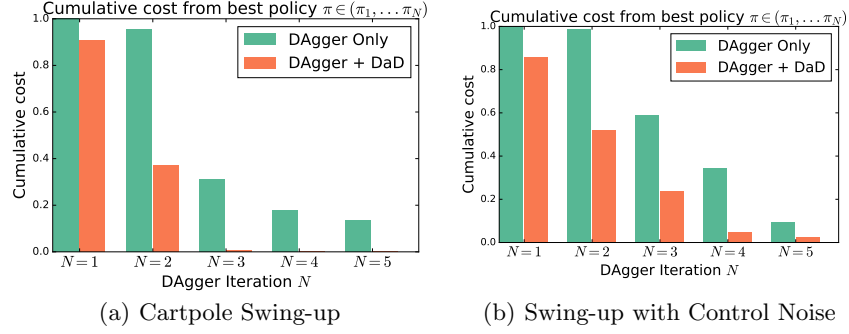 Cumulative cost from best policy π∈(π₁,…π_N)
DAgger Only
DAgger + DaD
Cumulative cost
1.0
0.8
0.6
0.4
0.2
0.0
N=1
N=2
N=3
N=4
N=5
DAgger Iteration N
(a) Cartpole Swing-up
Cumulative cost from best policy π∈(π₁,…π_N)
DAgger Only
DAgger + DaD
Cumulative cost
1.0
0.8
0.6
0.4
0.2
0.0
N=1
N=2
N=3
N=4
N=5
DAgger Iteration N
(b) Swing-up with Control Noise